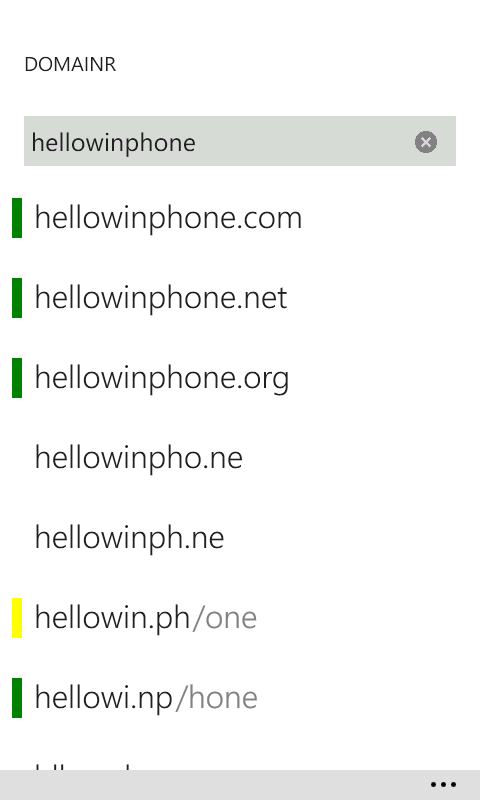 DOMAINR
hellowinphone
hellowinphone.com
hellowinphone.net
hellowinphone.org
hellowinpho.ne
hellowinph.ne
hellowin.ph/one
hellowi.np/hone